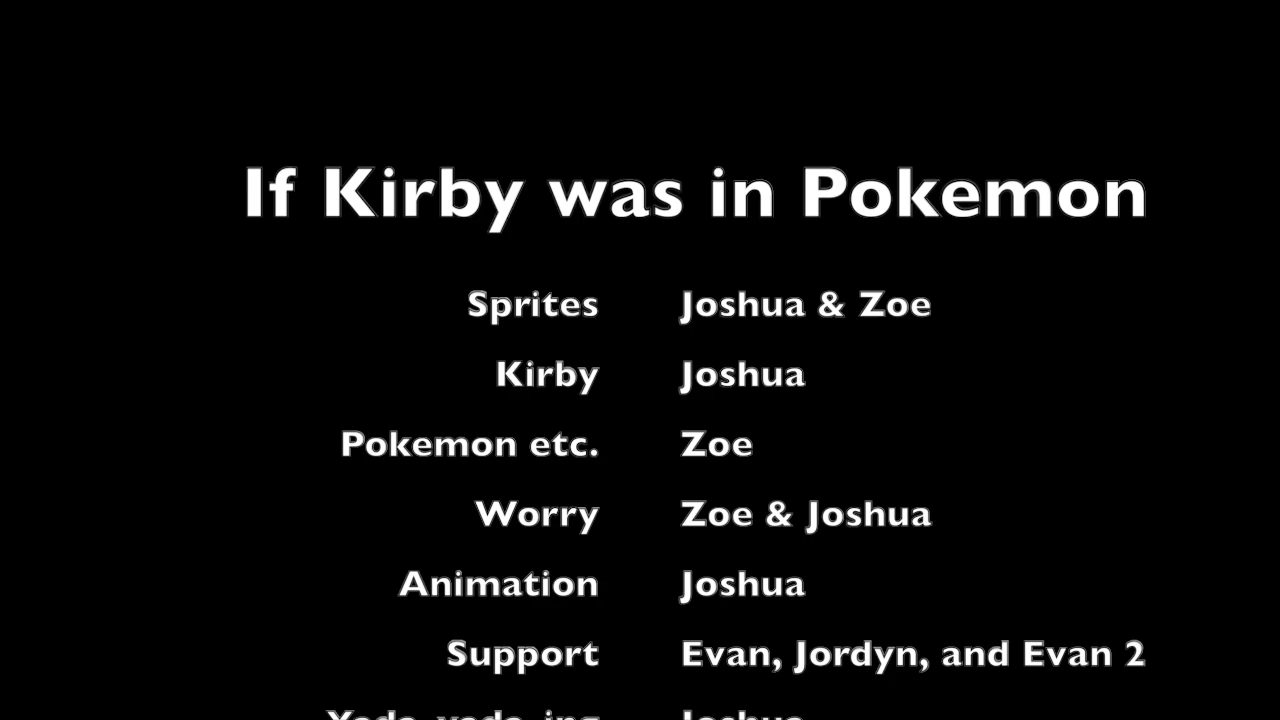 If Kirby was in Pokemon
Sprites Joshua & Zoe
Kirby Joshua
Pokemon etc. Zoe
Worry Zoe & Joshua
Animation Joshua
Support Evan, Jordyn, and Evan 2
Joshua